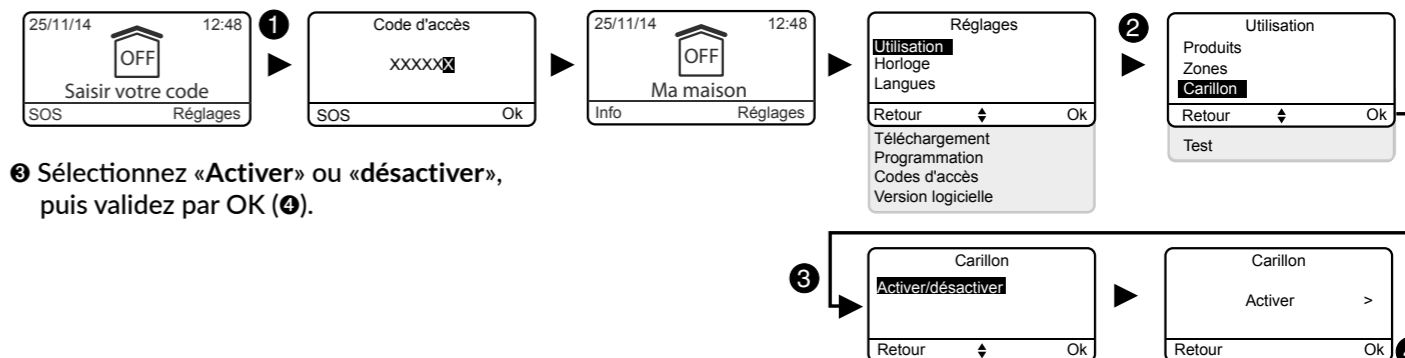 25/11/14 12:48
OFF
Saisir votre code
SOS Réglages
❶
Code d'accès
XXXXXX
SOS Ok
25/11/14 12:48
OFF
Ma maison
Info Réglages
Réglages
Utilisation
Horloge
Langues
Retour Ok
Téléchargement
Programmation
Codes d'accès
Version logicielle
❷
Utilisation
Produits
Zones
Carillon
Retour Ok
Test
❸ Sélectionnez «Activer» ou «désactiver»,
puis validez par OK (❹).
❸
Carillon
Activer/désactiver
Retour Ok
Carillon
Activer >
Retour Ok